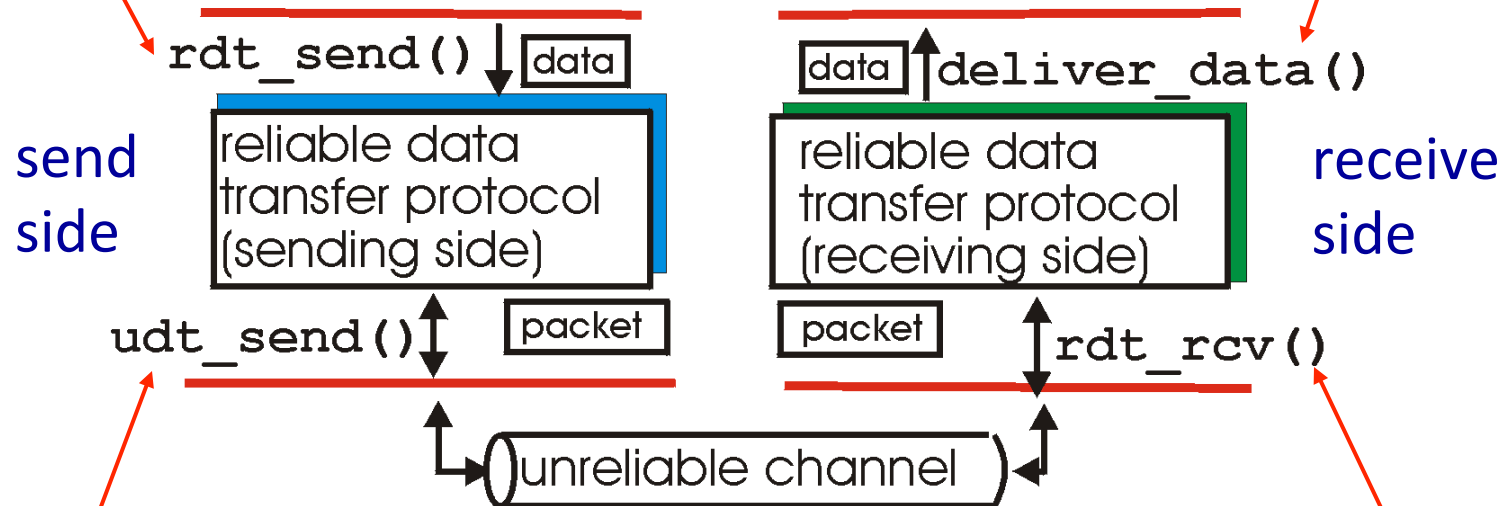 rdt_send()
data
data
deliver_data()
send
side
reliable data
transfer protocol
(sending side)
reliable data
transfer protocol
(receiving side)
receive
side
udt_send()
packet
packet
rdt_rcv()
unreliable channel